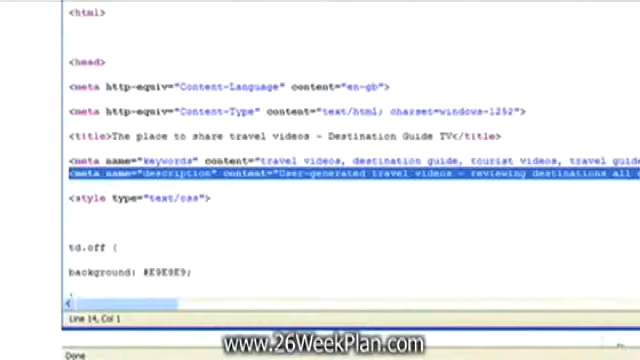 <html>
<head>
<meta http-equiv="Content-Language" content="en-gb">
<meta http-equiv="Content-Type" content="text/html; charset=windows-1252">
<title>The place to share travel videos - Destination Guide TV</title>
<meta name="keywords" content="travel videos, destination guide, tourist videos, travel guide
<meta name="description" content="User-generated travel videos - reviewing destinations all
<style type="text/css">
td.off {
background: #E9E9E9;
Line 14, Col 1
www.26WeekPlan.com
Done